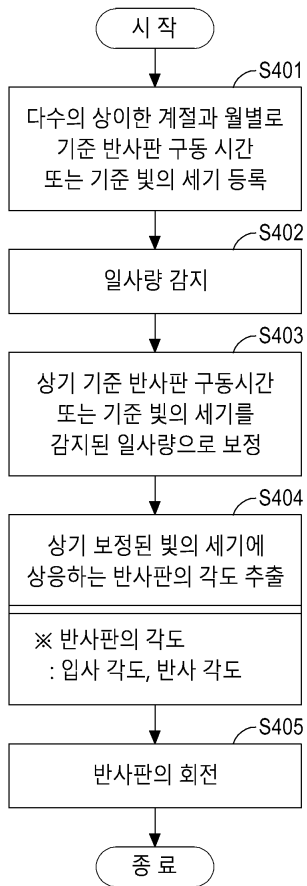 시 작
S401
다수의 상이한 계절과 월별로
기준 반사판 구동 시간
또는 기준 빛의 세기 등록
S402
일사량 감지
S403
상기 기준 반사판 구동시간
또는 기준 빛의 세기를
감지된 일사량으로 보정
S404
상기 보정된 빛의 세기에
상응하는 반사판의 각도 추출
※ 반사판의 각도
: 입사 각도, 반사 각도
S405
반사판의 회전
종 료